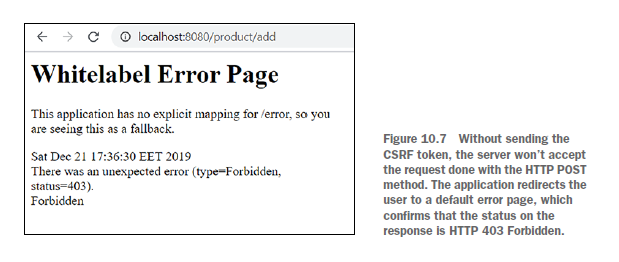 localhost:8080/product/add
Whitelabel Error Page
This application has no explicit mapping for /error, so you
are seeing this as a fallback.
Sat Dec 21 17:36:30 EET 2019
There was an unexpected error (type=Forbidden,
status=403).
Forbidden
Figure 10.7 Without sending the
CSRF token, the server won’t accept
the request done with the HTTP POST
method. The application redirects the
user to a default error page, which
confirms that the status on the
response is HTTP 403 Forbidden.